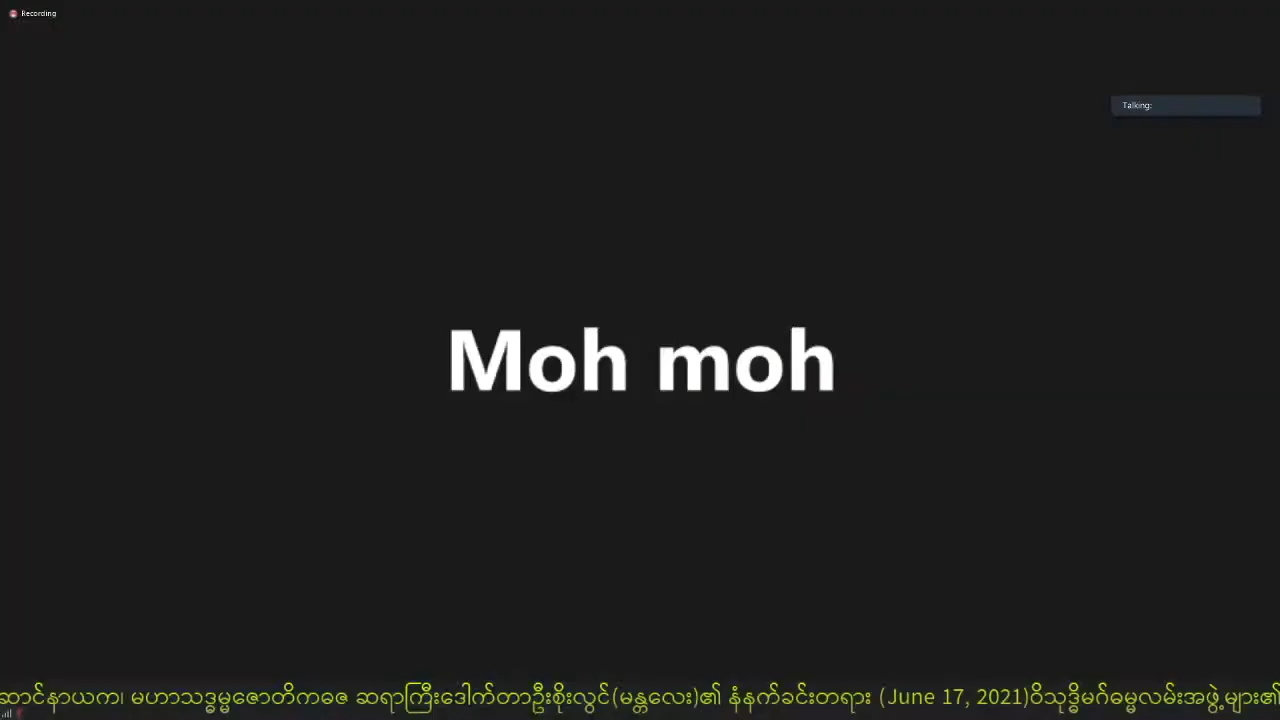 Recording
Talking:
Moh moh
ဆာင်နာယက၊ မဟာသဒ္ဓမ္မဇောတိကဓဇ ဆရာကြီးဒေါက်တာဦးစိုးလွင်(မန္တလေး)၏ နံနက်ခင်းတရား (June 17, 2021)ဝိသုဒ္ဓိမဂ်ဓမ္မလမ်းအဖွဲ့များ၏